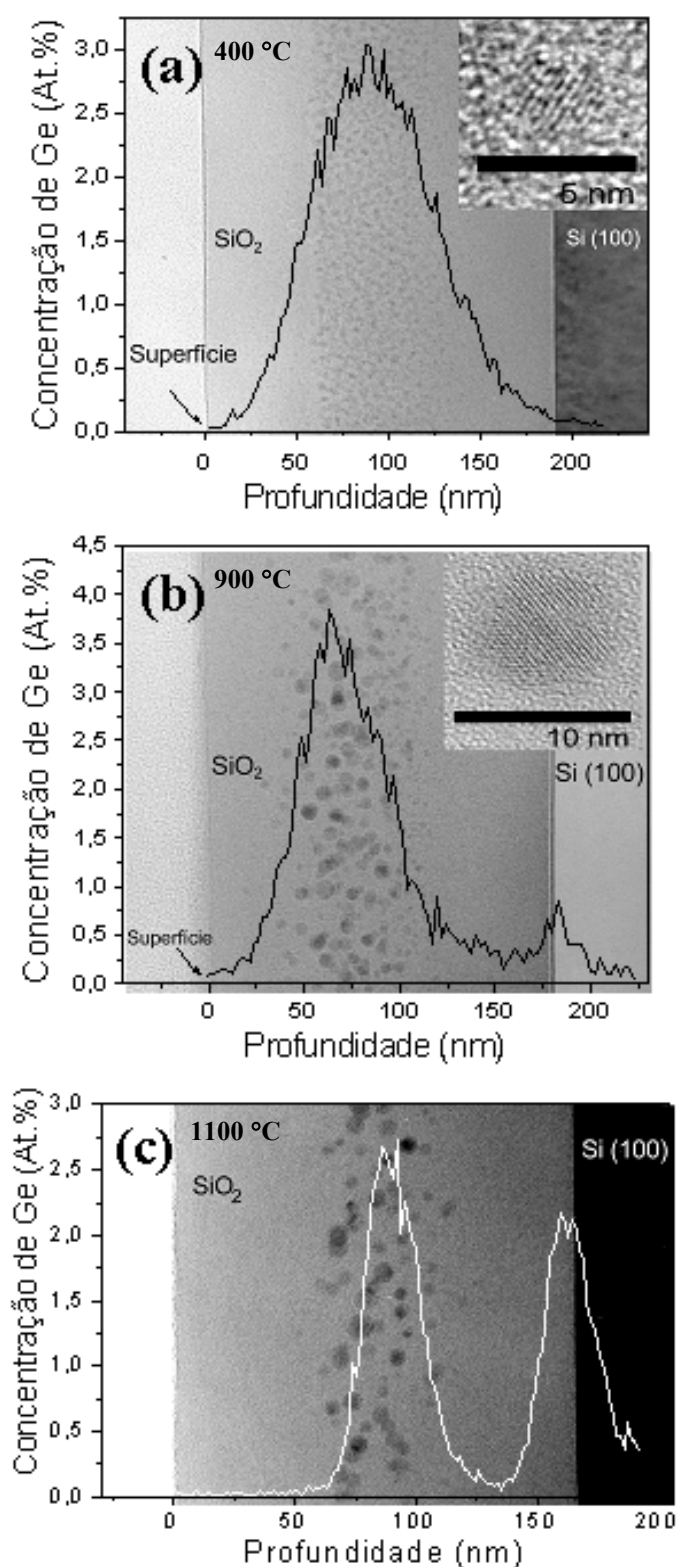 (a) 400 °C
Concentração de Ge (At.%)
3,0
2,5
2,0
1,5
1,0
0,5
0,0
5 nm
SiO₂
Si (100)
Superfície
0 50 100 150 200
Profundidade (nm)
(b) 900 °C
Concentração de Ge (At.%)
4,5
4,0
3,5
3,0
2,5
2,0
1,5
1,0
0,5
0,0
10 nm
SiO₂
Si (100)
Superfície
0 50 100 150 200
Profundidade (nm)
(c) 1100 °C
Concentração de Ge (At.%)
3,0
2,5
2,0
1,5
1,0
0,5
0,0
SiO₂
Si (100)
0 50 100 150 200
Profundidade (nm)